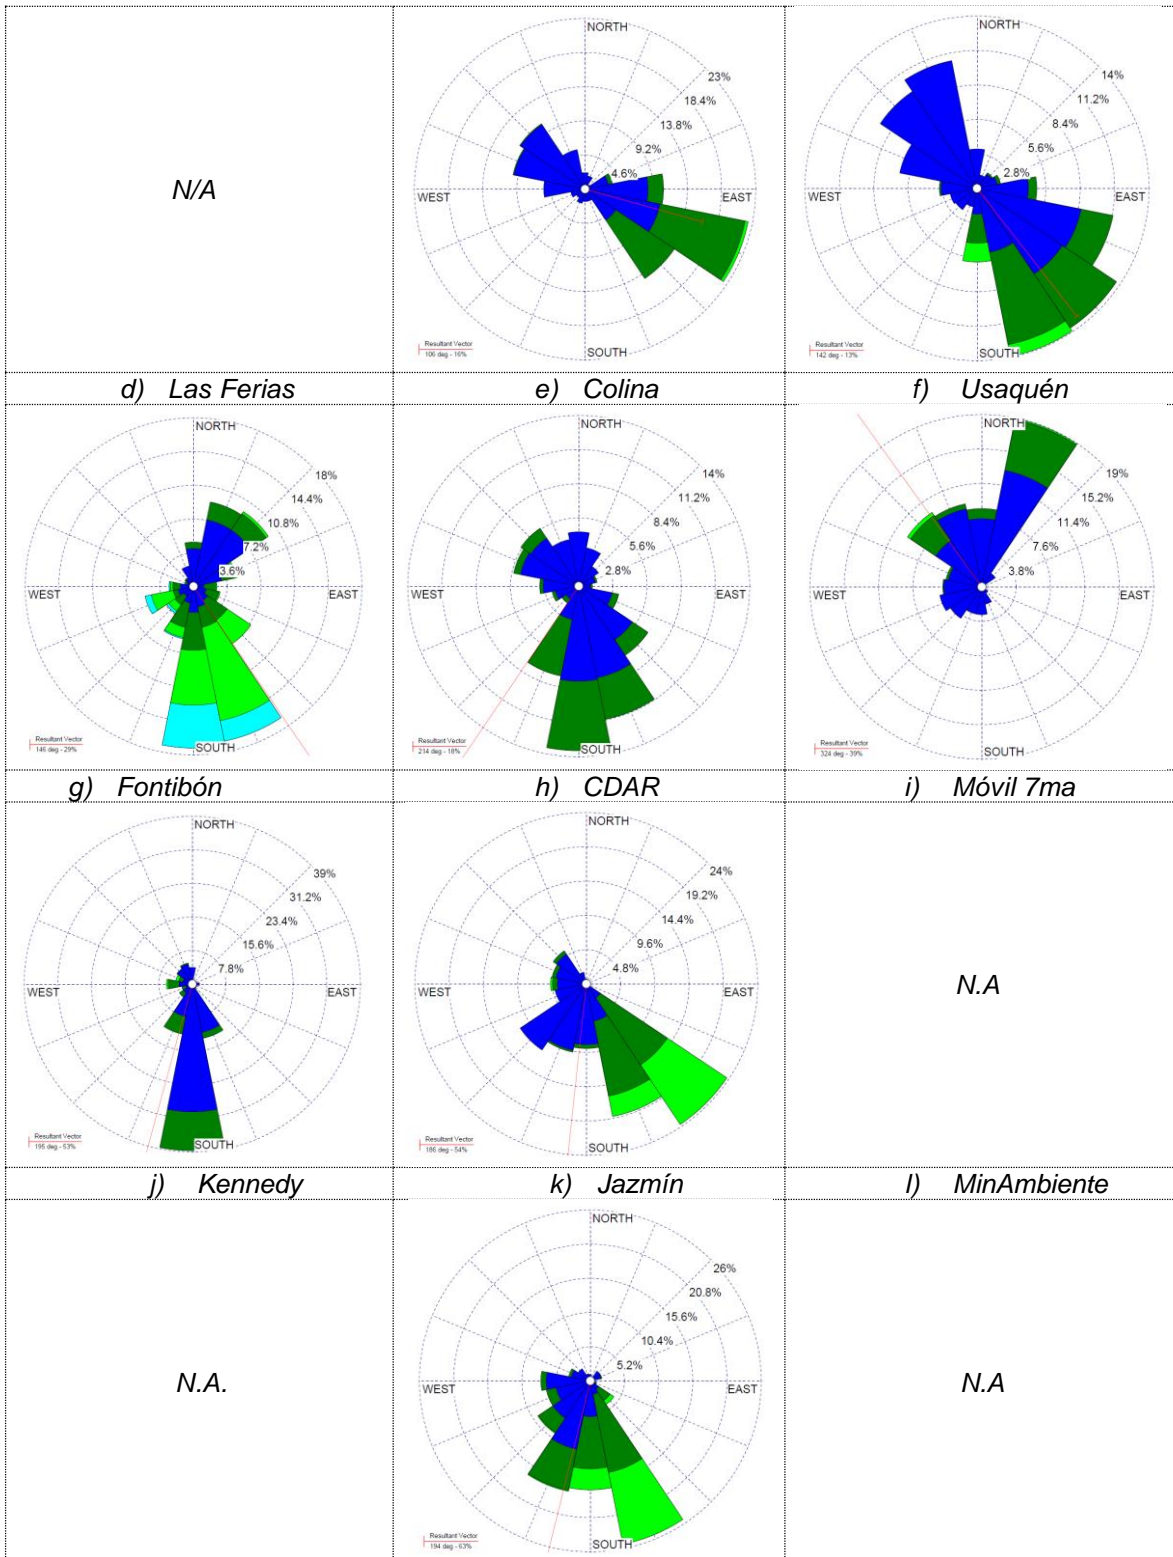 N/A
NORTH
23%
18.4%
13.8%
9.2%
4.6%
WEST
EAST
SOUTH
Resultant Vector
106 deg - 16%
NORTH
14%
11.2%
8.4%
5.6%
2.8%
WEST
EAST
SOUTH
Resultant Vector
142 deg - 13%
d) Las Ferias
e) Colina
f) Usaquén
NORTH
18%
14.4%
10.8%
7.2%
3.6%
WEST
EAST
SOUTH
Resultant Vector
146 deg - 29%
NORTH
14%
11.2%
8.4%
5.6%
2.8%
WEST
EAST
SOUTH
Resultant Vector
214 deg - 18%
NORTH
19%
15.2%
11.4%
7.6%
3.8%
WEST
EAST
SOUTH
Resultant Vector
324 deg - 39%
g) Fontibón
h) CDAR
i) Móvil 7ma
NORTH
39%
31.2%
23.4%
15.6%
7.8%
WEST
EAST
SOUTH
Resultant Vector
195 deg - 53%
NORTH
24%
19.2%
14.4%
9.6%
4.8%
WEST
EAST
SOUTH
Resultant Vector
186 deg - 54%
N.A
j) Kennedy
k) Jazmín
l) MinAmbiente
N.A.
NORTH
26%
20.8%
15.6%
10.4%
5.2%
WEST
EAST
SOUTH
Resultant Vector
194 deg - 63%
N.A